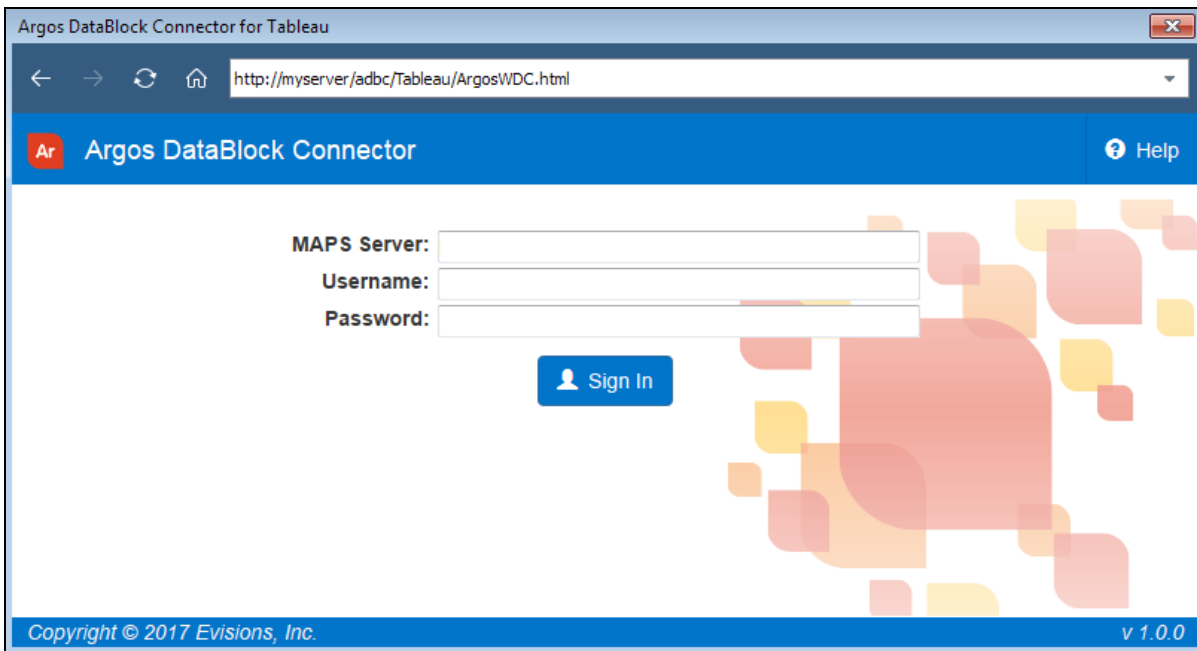 Argos DataBlock Connector for Tableau
http://myserver/adbc/Tableau/ArgosWDC.html
Ar Argos DataBlock Connector ? Help
MAPS Server:
Username:
Password:
Sign In
Copyright © 2017 Evisions, Inc. v 1.0.0